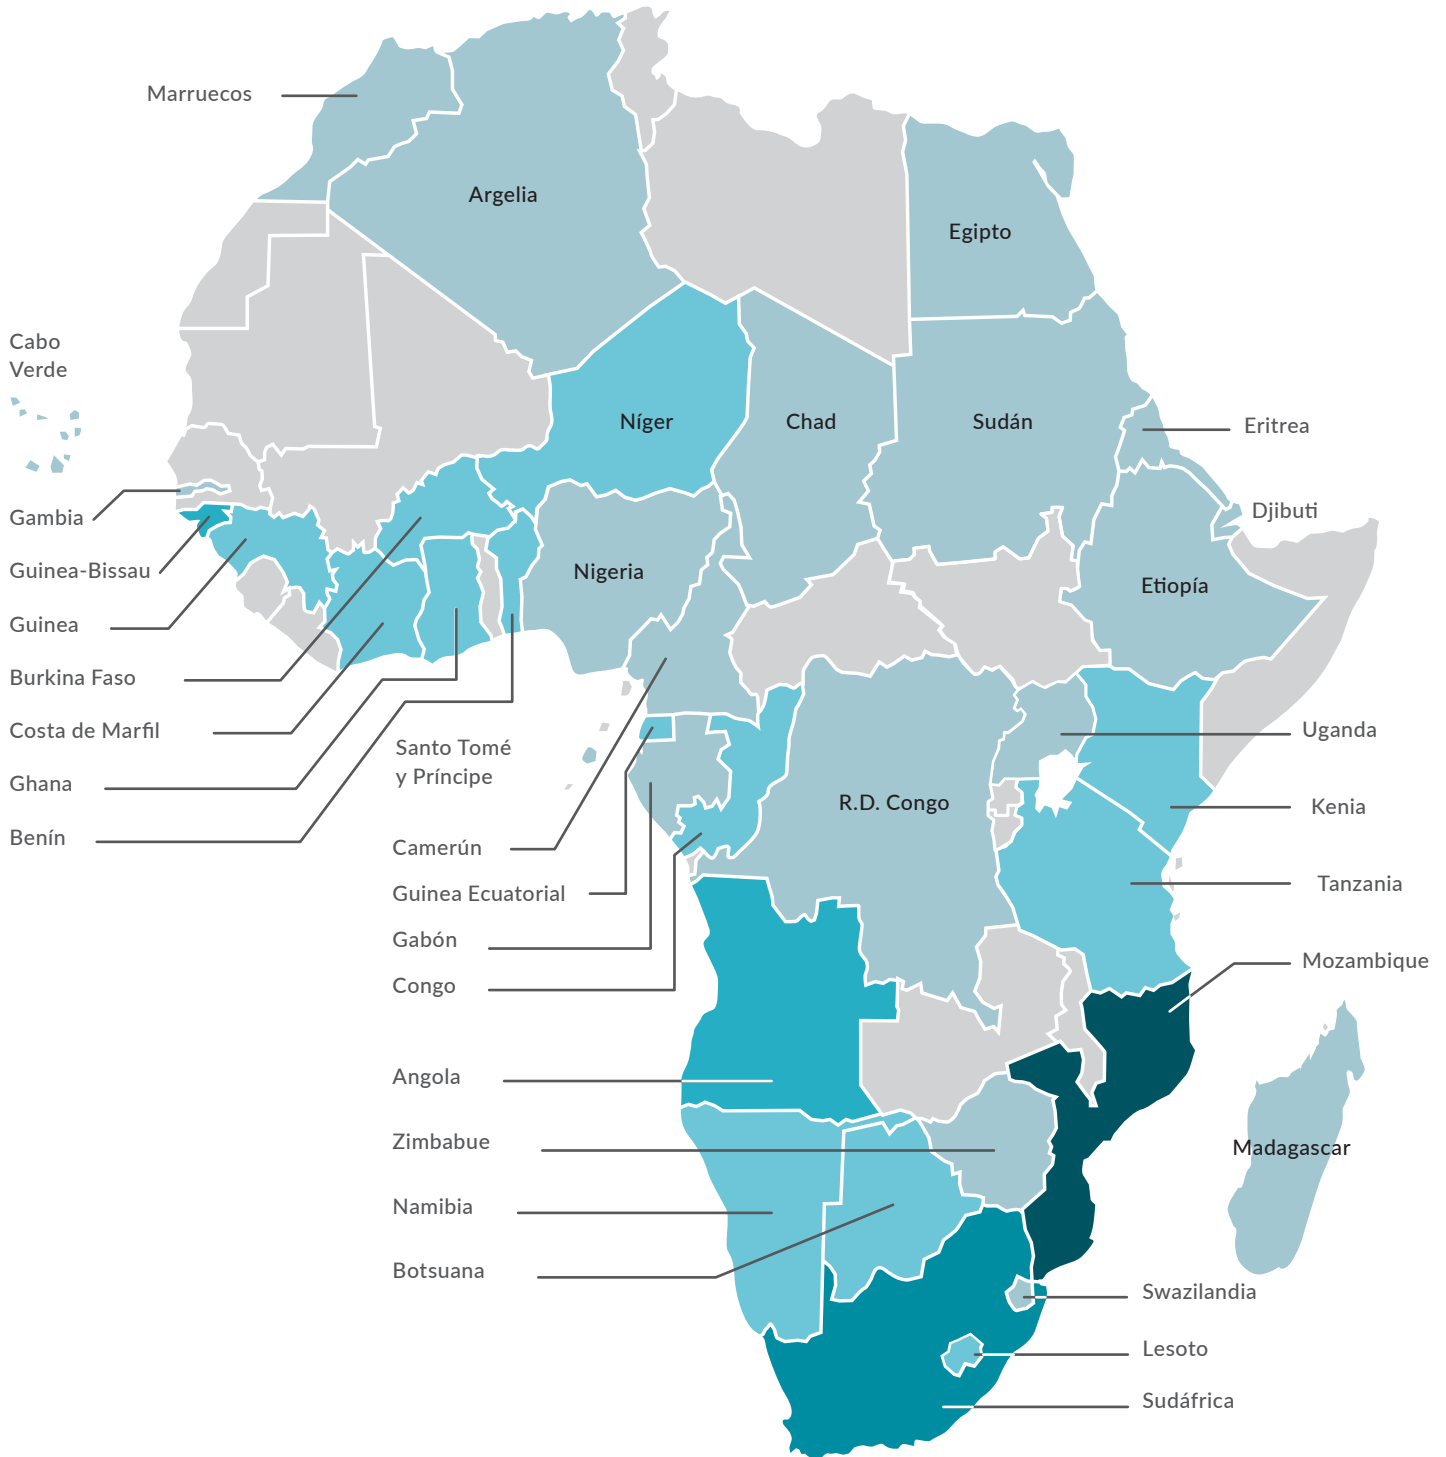 Marruecos
Argelia
Egipto
Cabo
Verde
Níger
Chad
Sudán
Eritrea
Gambia
Djibuti
Guinea-Bissau
Nigeria
Etiopía
Guinea
Burkina Faso
Costa de Marfil
Ghana
Benín
Santo Tomé
y Príncipe
Uganda
R.D. Congo
Kenia
Camerún
Guinea Ecuatorial
Tanzania
Gabón
Mozambique
Congo
Angola
Zimbabue
Madagascar
Namibia
Botsuana
Swazilandia
Lesoto
Sudáfrica